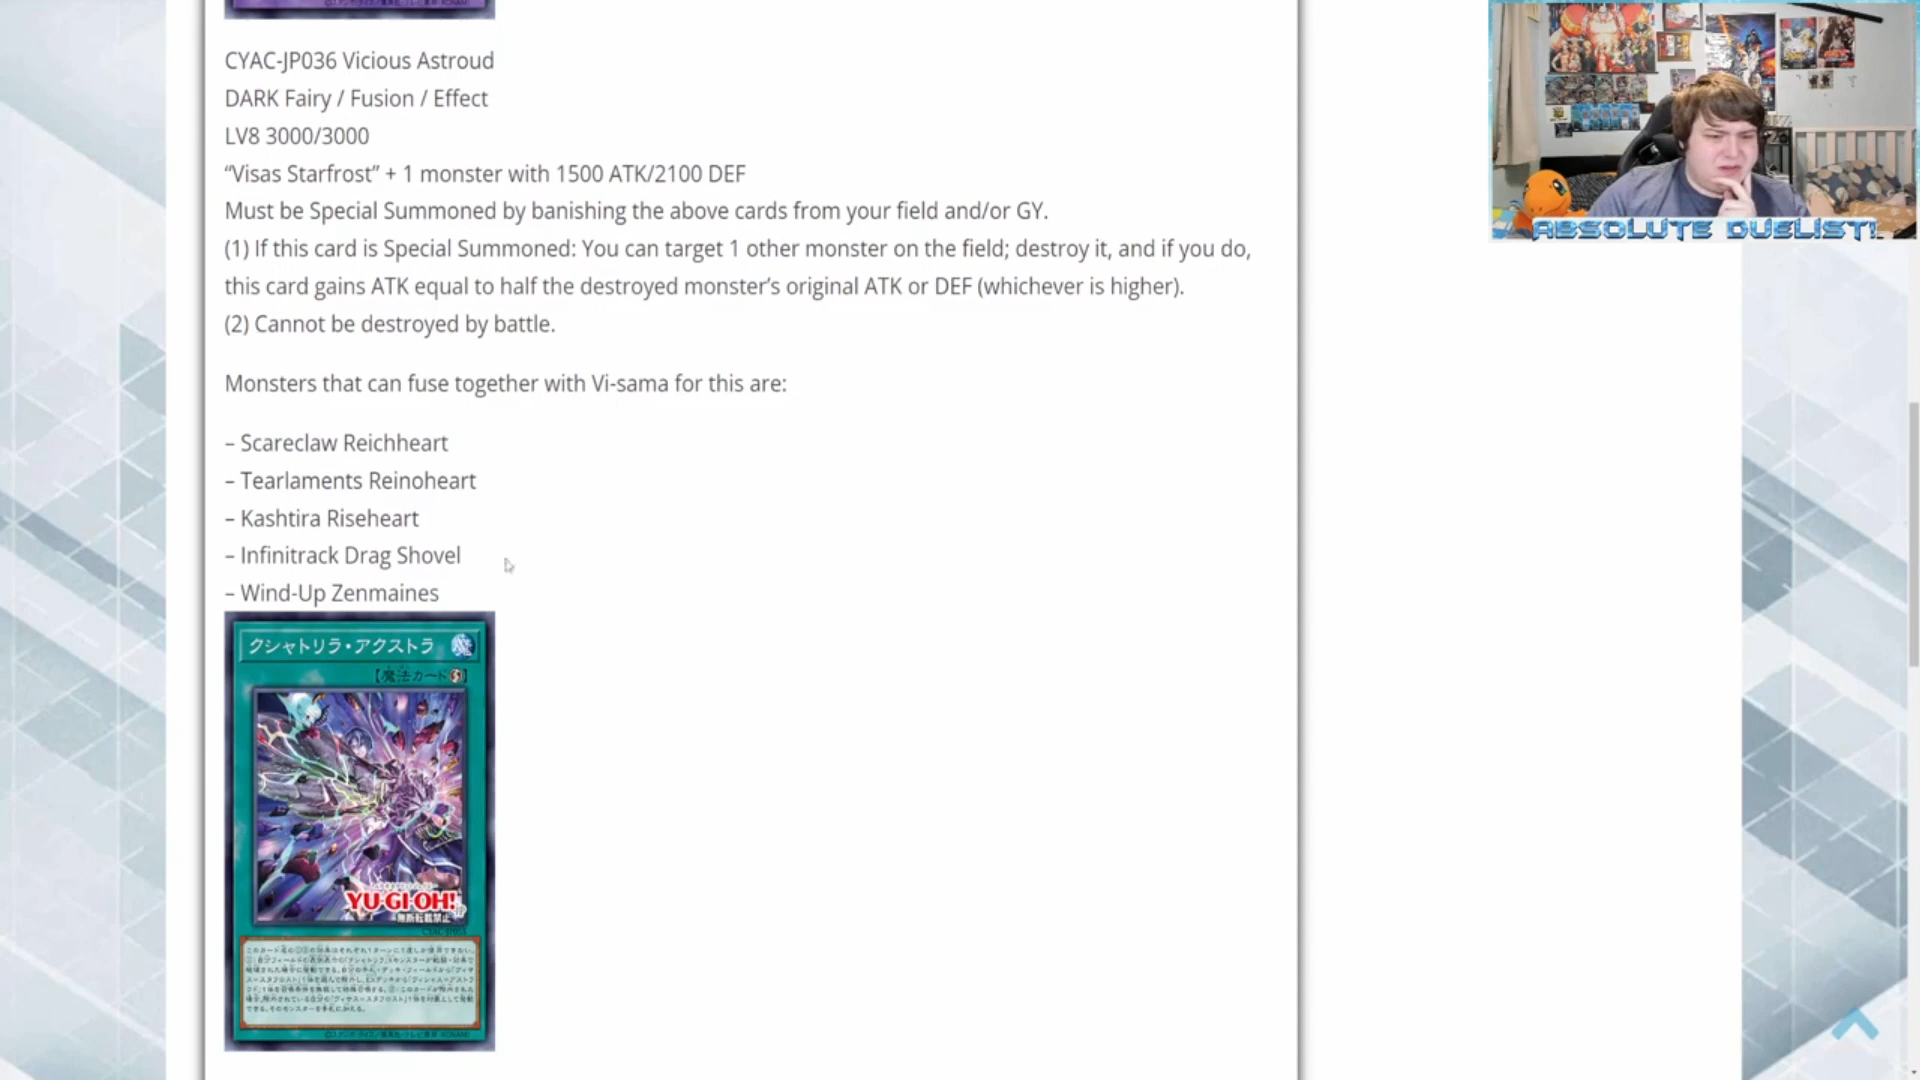 CYAC-JP036 Vicious Astroud
DARK Fairy / Fusion / Effect
LV8 3000/3000
“Visas Starfrost” + 1 monster with 1500 ATK/2100 DEF
Must be Special Summoned by banishing the above cards from your field and/or GY.
(1) If this card is Special Summoned: You can target 1 other monster on the field; destroy it, and if you do,
this card gains ATK equal to half the destroyed monster’s original ATK or DEF (whichever is higher).
(2) Cannot be destroyed by battle.
Monsters that can fuse together with Vi-sama for this are:
– Scareclaw Reichheart
– Tearlaments Reinoheart
– Kashtira Riseheart
– Infinitrack Drag Shovel
– Wind-Up Zenmaines
クシャトリラ・アクストラ
【魔法カード
YU-GI-OH!
無断転載禁止
ABSOLUTE DUELIST!